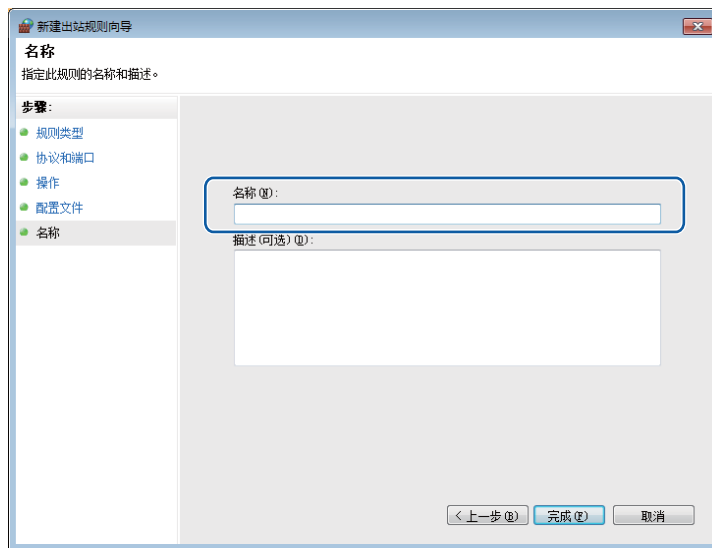 新建出站规则向导
名称
指定此规则的名称和描述。
步骤:
规则类型
协议和端口
操作
配置文件
名称
名称(N):
描述(可选)(D):
< 上一步(B)
完成(F)
取消